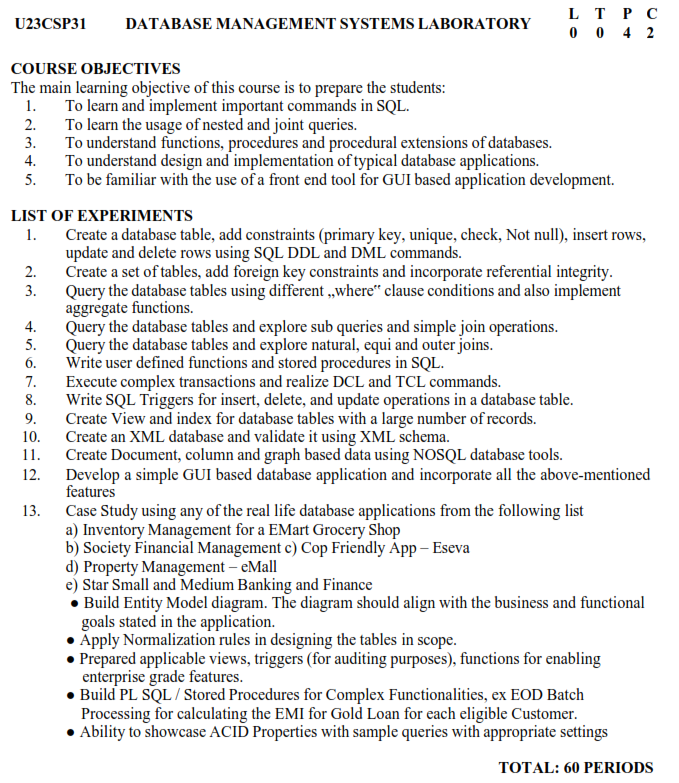 U23CSP31 DATABASE MANAGEMENT SYSTEMS LABORATORY L T P C
0 0 4 2
COURSE OBJECTIVES
The main learning objective of this course is to prepare the students:
1. To learn and implement important commands in SQL.
2. To learn the usage of nested and joint queries.
3. To understand functions, procedures and procedural extensions of databases.
4. To understand design and implementation of typical database applications.
5. To be familiar with the use of a front end tool for GUI based application development.
LIST OF EXPERIMENTS
1. Create a database table, add constraints (primary key, unique, check, Not null), insert rows,
update and delete rows using SQL DDL and DML commands.
2. Create a set of tables, add foreign key constraints and incorporate referential integrity.
3. Query the database tables using different „where‟ clause conditions and also implement
aggregate functions.
4. Query the database tables and explore sub queries and simple join operations.
5. Query the database tables and explore natural, equi and outer joins.
6. Write user defined functions and stored procedures in SQL.
7. Execute complex transactions and realize DCL and TCL commands.
8. Write SQL Triggers for insert, delete, and update operations in a database table.
9. Create View and index for database tables with a large number of records.
10. Create an XML database and validate it using XML schema.
11. Create Document, column and graph based data using NOSQL database tools.
12. Develop a simple GUI based database application and incorporate all the above-mentioned
features
13. Case Study using any of the real life database applications from the following list
a) Inventory Management for a EMart Grocery Shop
b) Society Financial Management c) Cop Friendly App – Eseva
d) Property Management – eMall
e) Star Small and Medium Banking and Finance
● Build Entity Model diagram. The diagram should align with the business and functional
goals stated in the application.
● Apply Normalization rules in designing the tables in scope.
● Prepared applicable views, triggers (for auditing purposes), functions for enabling
enterprise grade features.
● Build PL SQL / Stored Procedures for Complex Functionalities, ex EOD Batch
Processing for calculating the EMI for Gold Loan for each eligible Customer.
● Ability to showcase ACID Properties with sample queries with appropriate settings
TOTAL: 60 PERIODS